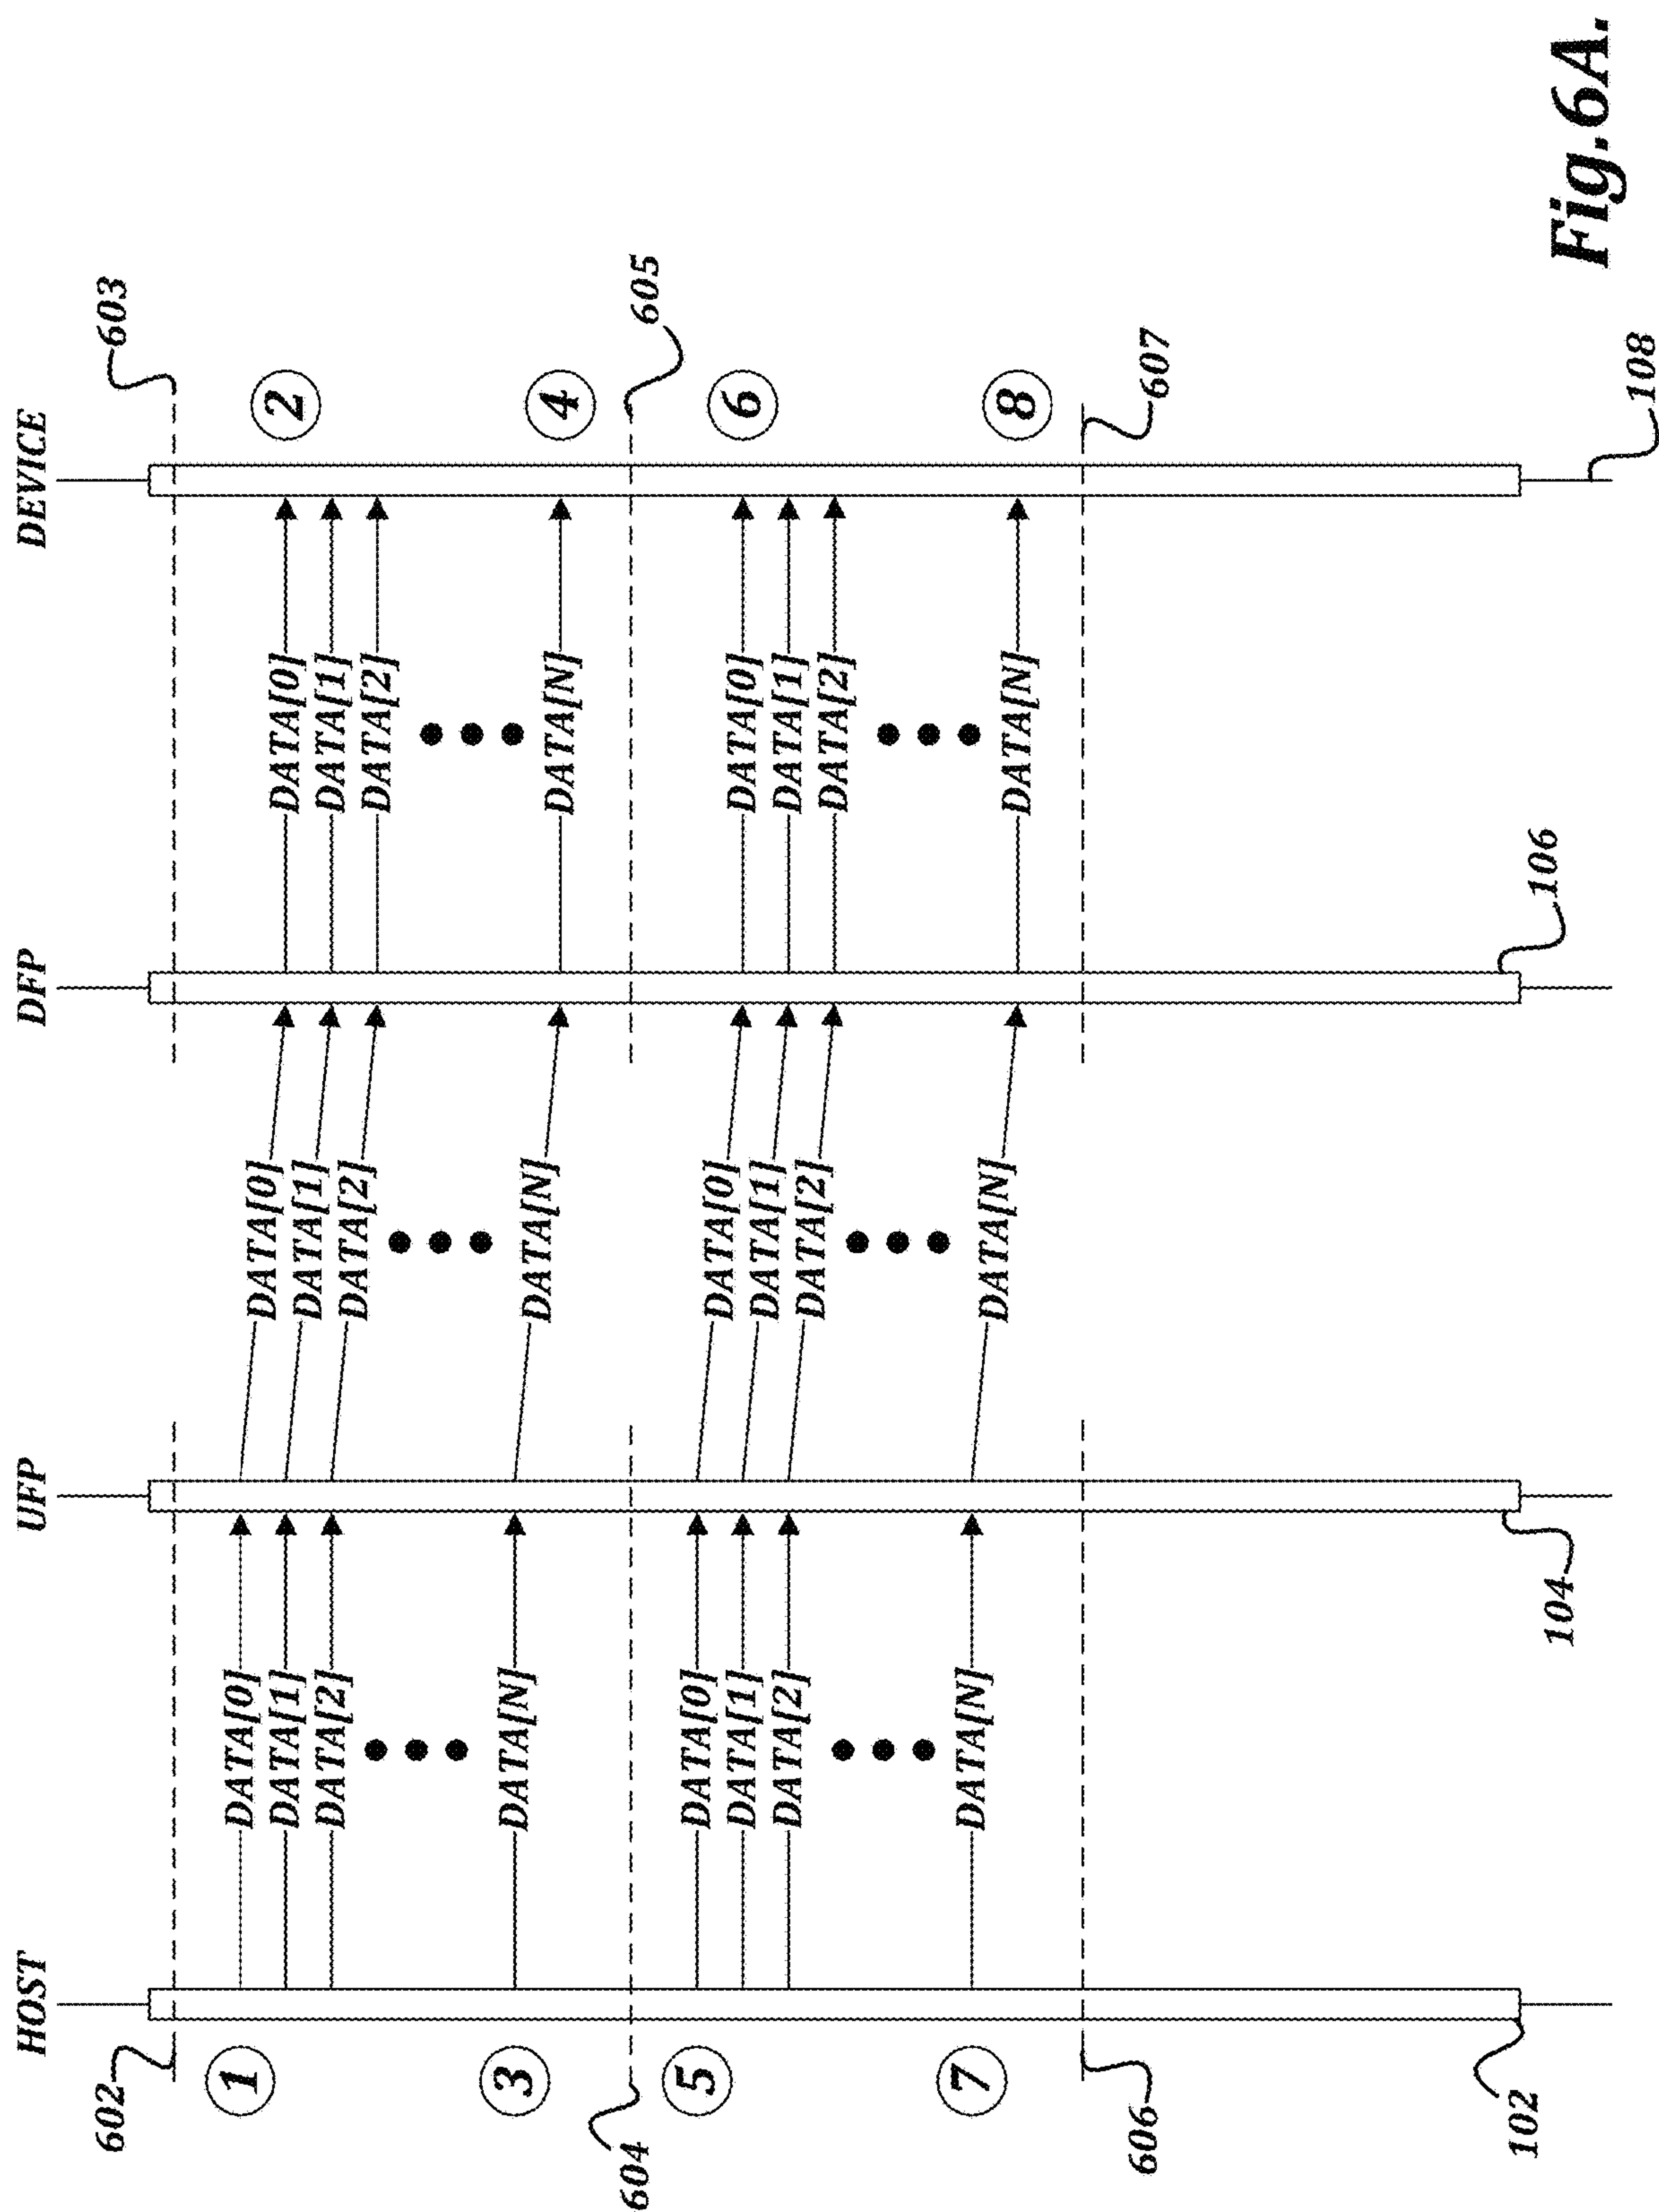 HOST UFP DFP DEVICE
602 603
1
DATA[0] DATA[0] DATA[0] 2
DATA[1] DATA[1] DATA[1]
DATA[2] DATA[2] DATA[2]
3 DATA[N] DATA[N] DATA[N] 4
604 605
5 DATA[0] DATA[0] DATA[0] 6
DATA[1] DATA[1] DATA[1]
DATA[2] DATA[2] DATA[2]
7 DATA[N] DATA[N] DATA[N] 8
606 607
102 104 106 108
Fig.6A.